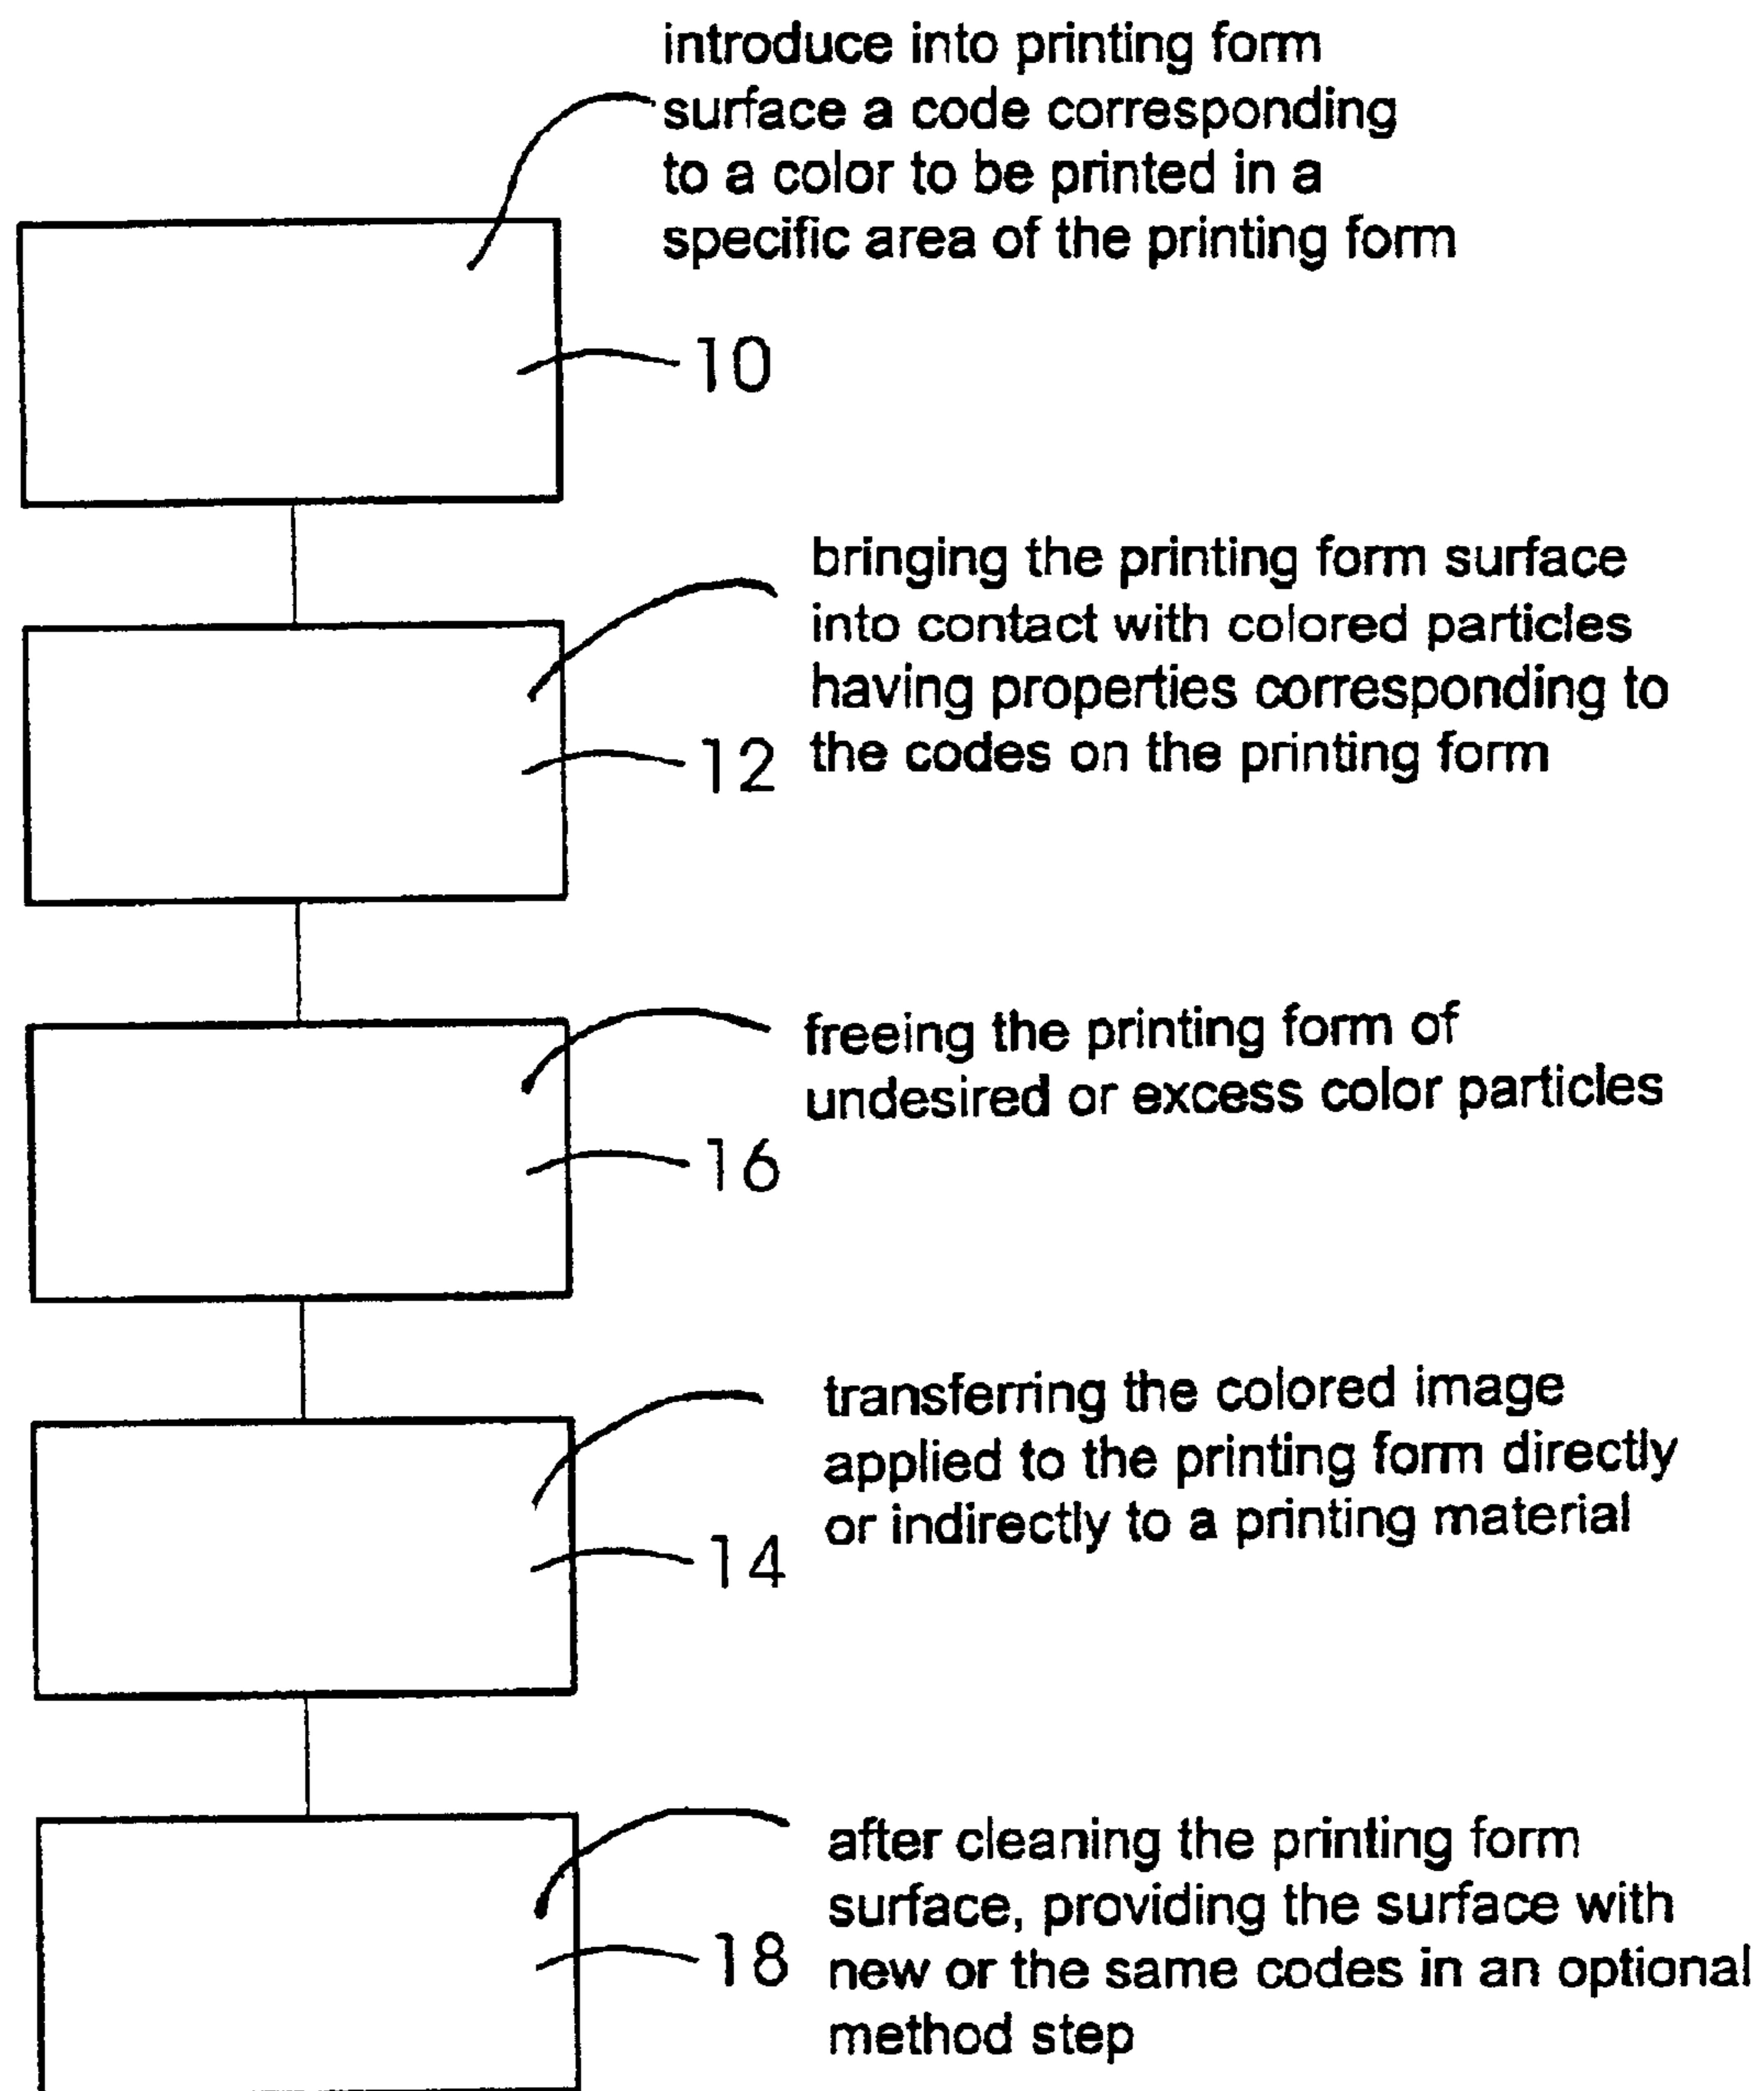 introduce into printing form
surface a code corresponding
to a color to be printed in a
specific area of the printing form
10
bringing the printing form surface
into contact with colored particles
having properties corresponding to
the codes on the printing form
12
freeing the printing form of
undesired or excess color particles
16
transferring the colored image
applied to the printing form directly
or indirectly to a printing material
14
after cleaning the printing form
surface, providing the surface with
new or the same codes in an optional
method step
18